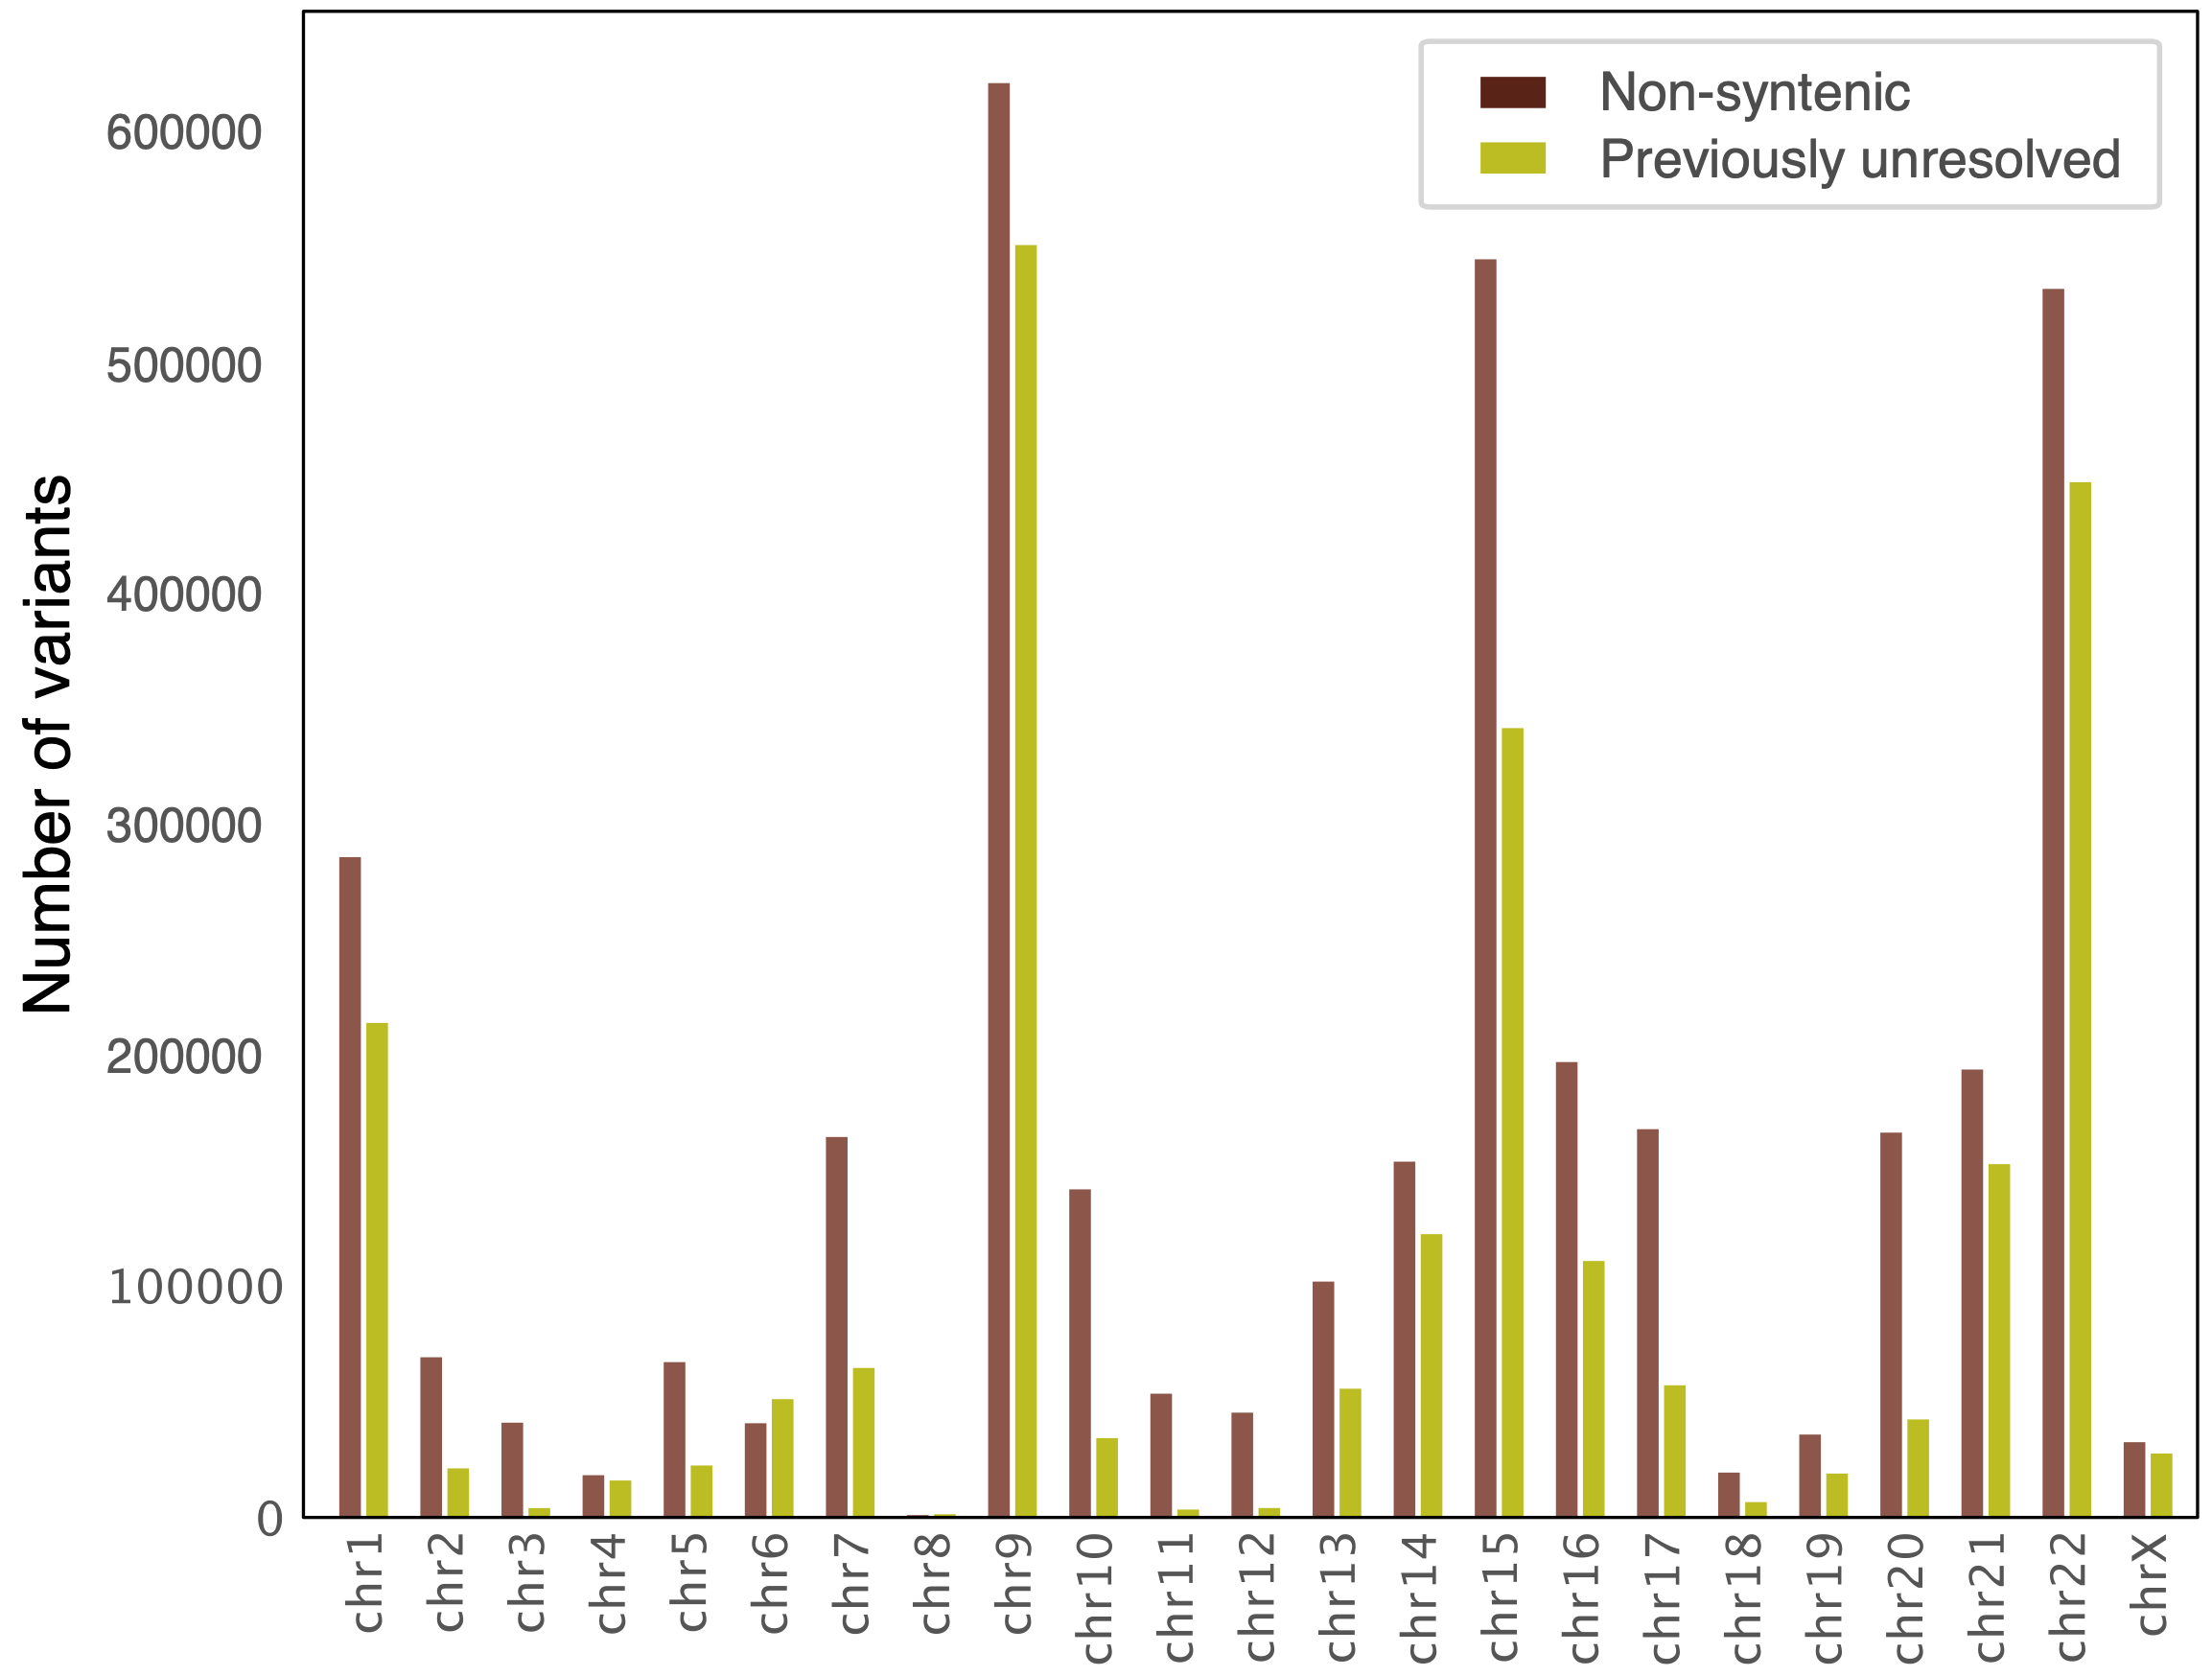 Non-syntenic
Previously unresolved
Number of variants
600000
500000
400000
300000
200000
100000
0
chr1
chr2
chr3
chr4
chr5
chr6
chr7
chr8
chr9
chr10
chr11
chr12
chr13
chr14
chr15
chr16
chr17
chr18
chr19
chr20
chr21
chr22
chrX